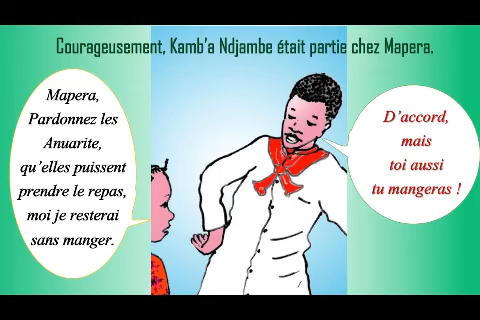 Courageusement, Kamb'a Ndjambe était partie chez Mapera.
Mapera,
Pardonnez les
Anuarite,
qu'elles puissent
prendre le repas,
moi je resterai
sans manger.
D'accord,
mais
toi aussi
tu mangeras !